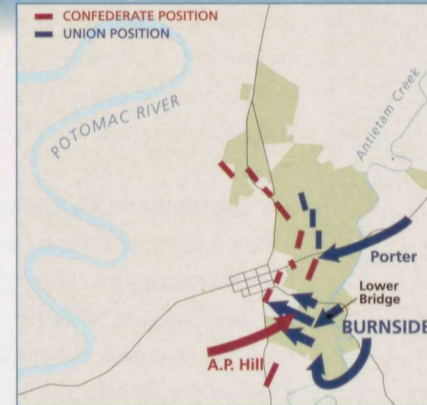 CONFEDERATE POSITION
UNION POSITION
POTOMAC RIVER
Antietam Creek
Porter
Lower
Bridge
BURNSIDE
A.P. Hill